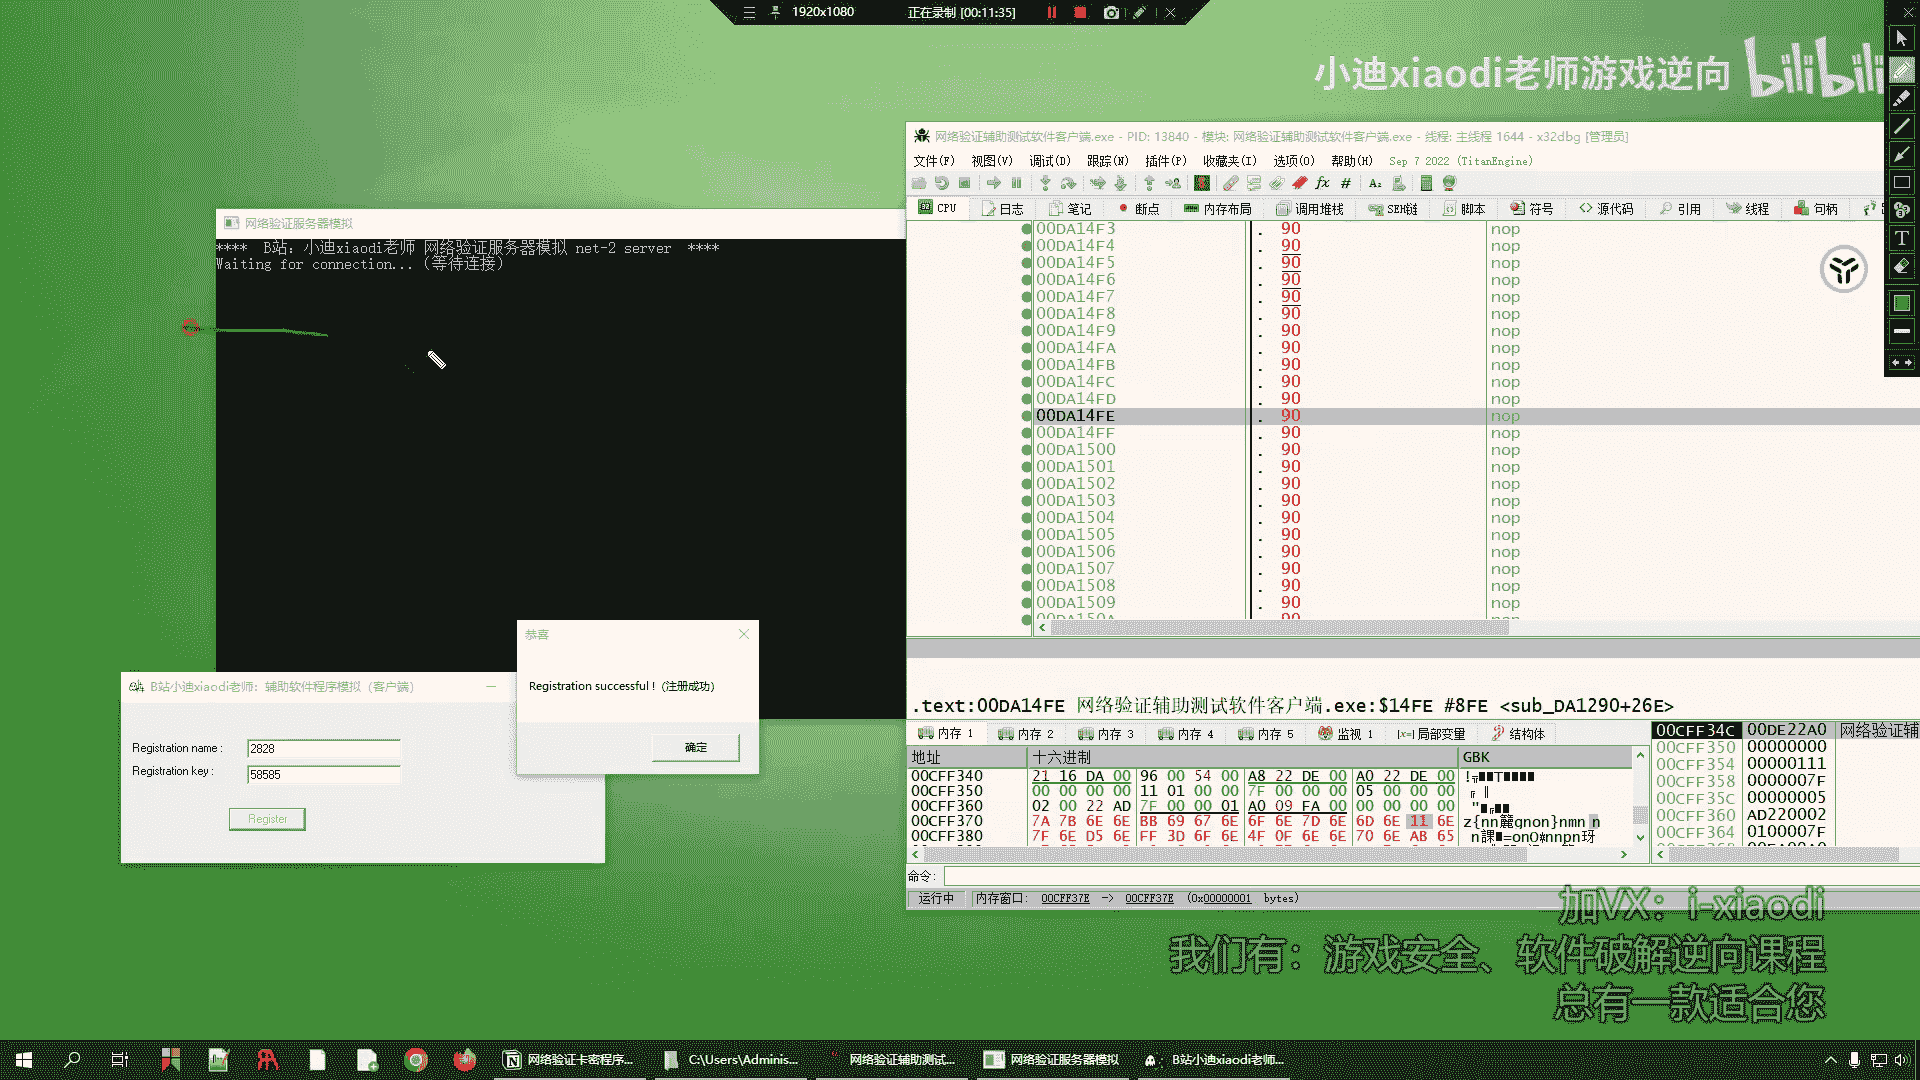 1920x1080 正在录制 [00:11:35]
小迪xiaodi老师游戏逆向 bilibili
网络验证辅助测试软件客户端.exe - PID: 13840 - 模块: 网络验证辅助测试软件客户端.exe - 线程: 主线程 1644 - x32dbg [管理员]
文件(F) 视图(V) 调试(D) 跟踪(N) 插件(P) 收藏夹(I) 选项(O) 帮助(H) Sep 7 2022 (TitanEngine)
CPU 日志 笔记 断点 内存布局 调用堆栈 SEH链 脚本 符号 源代码 引用 线程 句柄
网络验证服务器模拟
**** B站: 小迪xiaodi老师 网络验证服务器模拟 net-2 server ****
Waiting for connection... (等待连接)
00DA14F3 . 90 nop
00DA14F4 . 90 nop
00DA14F5 . 90 nop
00DA14F6 . 90 nop
00DA14F7 . 90 nop
00DA14F8 . 90 nop
00DA14F9 . 90 nop
00DA14FA . 90 nop
00DA14FB . 90 nop
00DA14FC . 90 nop
00DA14FD . 90 nop
00DA14FE . 90 nop
00DA14FF . 90 nop
00DA1500 . 90 nop
00DA1501 . 90 nop
00DA1502 . 90 nop
00DA1503 . 90 nop
00DA1504 . 90 nop
00DA1505 . 90 nop
00DA1506 . 90 nop
00DA1507 . 90 nop
00DA1508 . 90 nop
00DA1509 . 90 nop
.text:00DA14FE 网络验证辅助测试软件客户端.exe:$14FE #8FE <sub_DA1290+26E>
恭喜
Registration successful ! (注册成功)
确定
B站小迪xiaodi老师: 辅助软件程序模拟 (客户端)
Registration name : 2828
Registration key : 58585
Register
内存 1 内存 2 内存 3 内存 4 内存 5 监视 1 [x=] 局部变量 结构体
地址 十六进制 GBK
00CFF340 21 16 DA 00 96 00 54 00 A8 22 DE 00 A0 22 DE 00
00CFF350 00 00 00 00 11 01 00 00 7F 00 00 00 05 00 00 00
00CFF360 02 00 22 AD 7F 00 00 01 A0 09 FA 00 00 00 00 00
00CFF370 7A 7B 6E 6E BB 69 67 6E 6F 6E 7D 6E 6D 6E 11 6E
00CFF380 7F 6E D5 6E FF 3D 6F 6E 4F 0F 6E 6E 70 6E AB 65
00CFF34C 00DE22A0 网络验证辅
00CFF350 00000000
00CFF354 00000111
00CFF358 0000007F
00CFF35C 00000005
00CFF360 AD220002
00CFF364 0100007F
命令:
运行中 内存窗口: 00CFF37E -> 00CFF37E (0x00000001 bytes)
加VX: i-xiaodi
我们有: 游戏安全、软件破解逆向课程
总有一款适合您
网络验证卡密程序... C:\Users\Adminis... 网络验证辅助测试... 网络验证服务器模拟 B站小迪xiaodi老师...